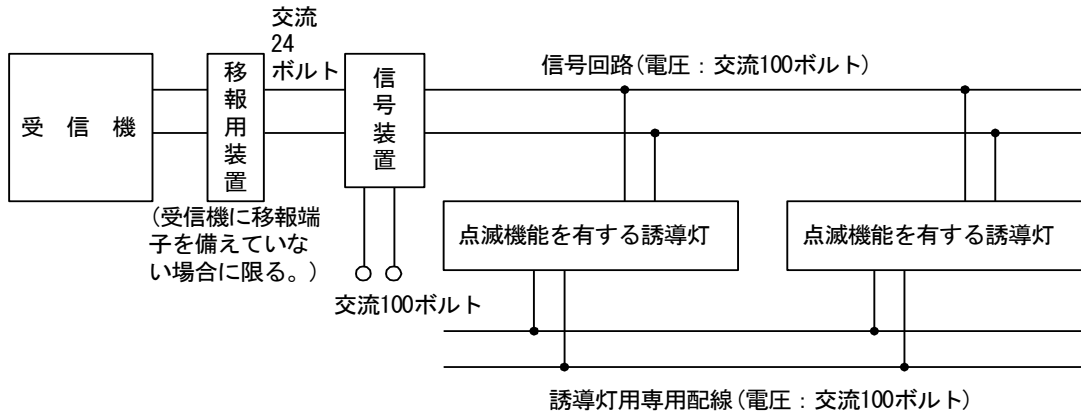 受　信　機
移報用装置
(受信機に移報端
子を備えていな
い場合に限る。)
交流
24
ボルト
信号装置
交流100ボルト
信号回路(電圧：交流100ボルト)
点滅機能を有する誘導灯
点滅機能を有する誘導灯
誘導灯用専用配線(電圧：交流100ボルト)